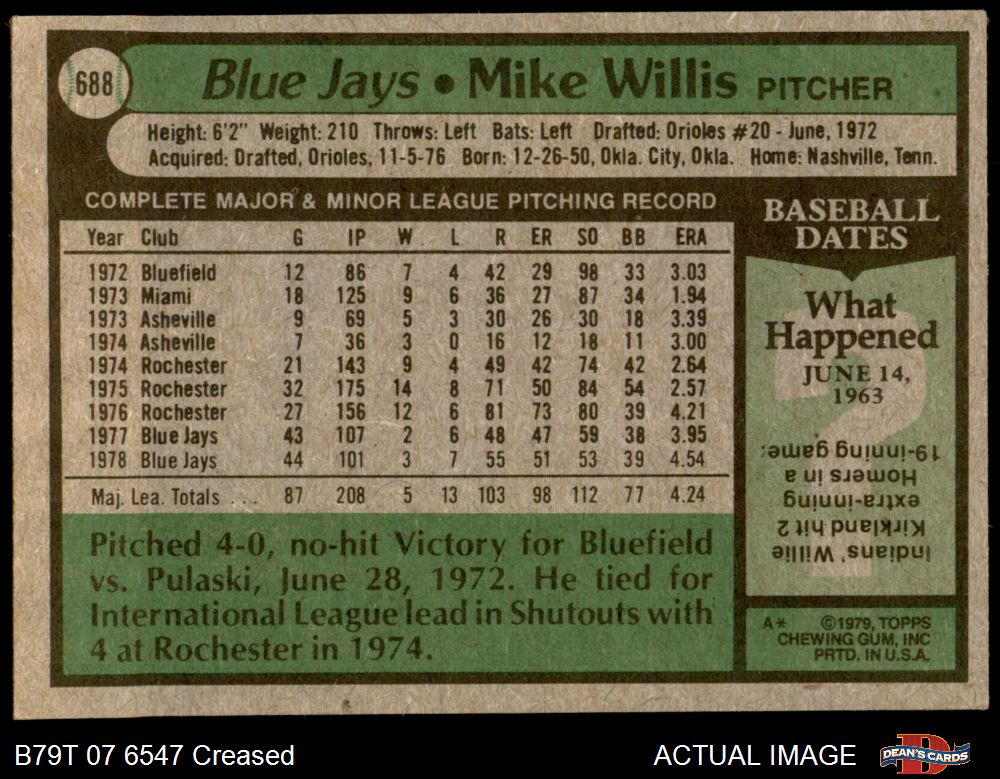 688
Blue Jays • Mike Willis PITCHER
Height: 6'2" Weight: 210 Throws: Left Bats: Left Drafted: Orioles #20 - June, 1972
Acquired: Drafted, Orioles, 11-5-76 Born: 12-26-50, Okla. City, Okla. Home: Nashville, Tenn.
COMPLETE MAJOR & MINOR LEAGUE PITCHING RECORD
Year Club G IP W L R ER SO BB ERA
1972 Bluefield 12 86 7 4 42 29 98 33 3.03
1973 Miami 18 125 9 6 36 27 87 34 1.94
1973 Asheville 9 69 5 3 30 26 30 18 3.39
1974 Asheville 7 36 3 0 16 12 18 11 3.00
1974 Rochester 21 143 9 4 49 42 74 42 2.64
1975 Rochester 32 175 14 8 71 50 84 54 2.57
1976 Rochester 27 156 12 6 81 73 80 39 4.21
1977 Blue Jays 43 107 2 6 48 47 59 38 3.95
1978 Blue Jays 44 101 3 7 55 51 53 39 4.54
Maj. Lea. Totals . . . 87 208 5 13 103 98 112 77 4.24
Pitched 4-0, no-hit Victory for Bluefield
vs. Pulaski, June 28, 1972. He tied for
International League lead in Shutouts with
4 at Rochester in 1974.
BASEBALL
DATES
What
Happened
JUNE 14,
1963
?
Indians' Willie
Kirkland hit 2
extra-inning
Homers in a
19-inning game:
A* ©1979, TOPPS
CHEWING GUM, INC
PRTD. IN U.S.A.
B79T 07 6547 Creased
ACTUAL IMAGE
DEAN'S CARDS